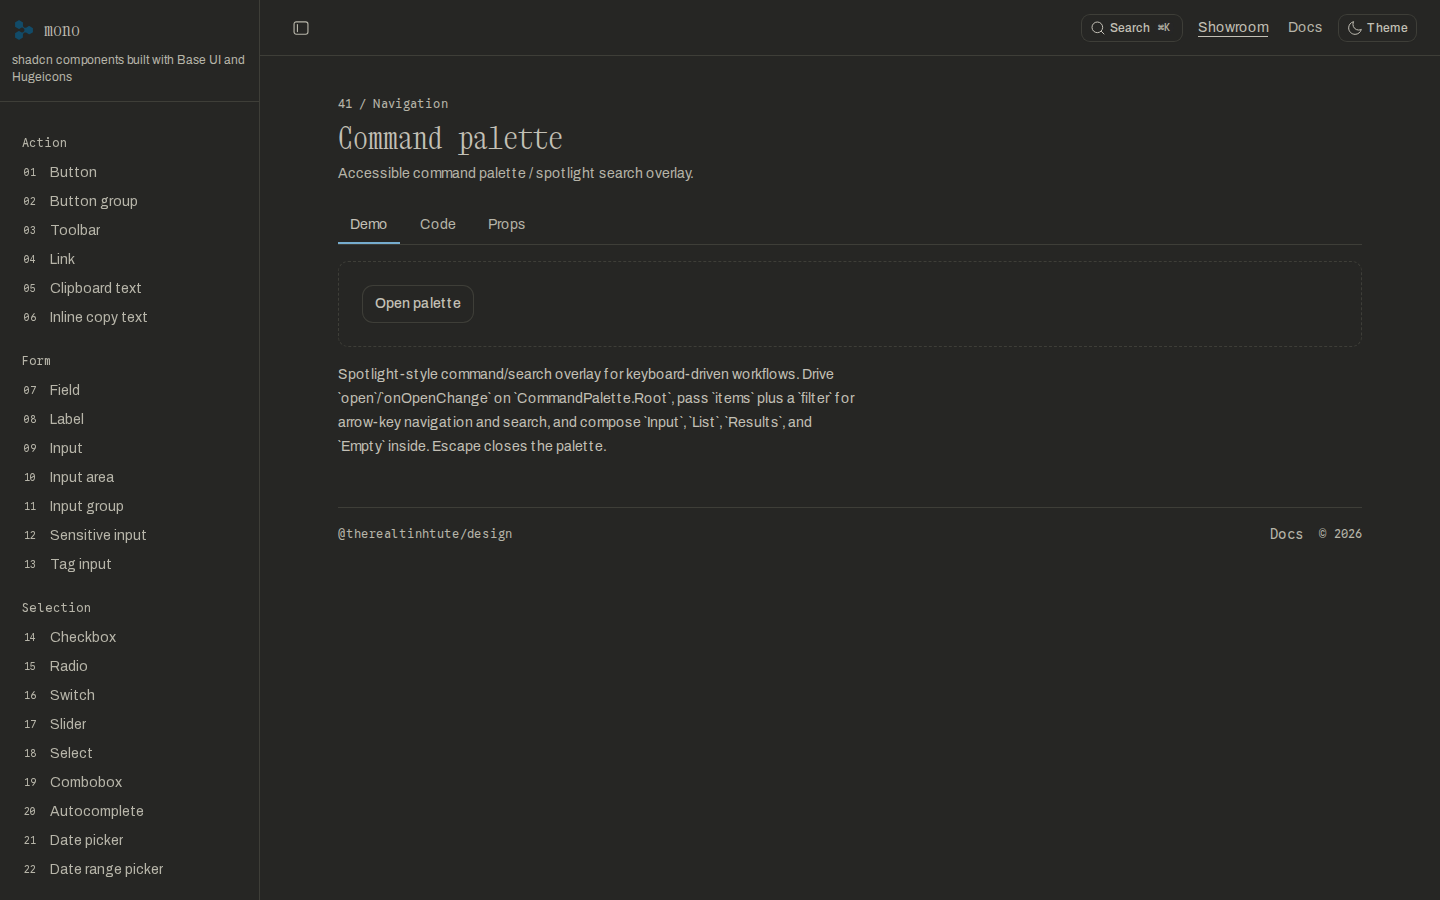 mono
shadcn components built with Base UI and
Hugeicons
Action
01 Button
02 Button group
03 Toolbar
04 Link
05 Clipboard text
06 Inline copy text
Form
07 Field
08 Label
09 Input
10 Input area
11 Input group
12 Sensitive input
13 Tag input
Selection
14 Checkbox
15 Radio
16 Switch
17 Slider
18 Select
19 Combobox
20 Autocomplete
21 Date picker
22 Date range picker
Search ⌘K Showroom Docs Theme
41 / Navigation
Command palette
Accessible command palette / spotlight search overlay.
Demo Code Props
Open palette
Spotlight-style command/search overlay for keyboard-driven workflows. Drive
`open`/`onOpenChange` on `CommandPalette.Root`, pass `items` plus a `filter` for
arrow-key navigation and search, and compose `Input`, `List`, `Results`, and
`Empty` inside. Escape closes the palette.
@therealtinhtute/design Docs © 2026